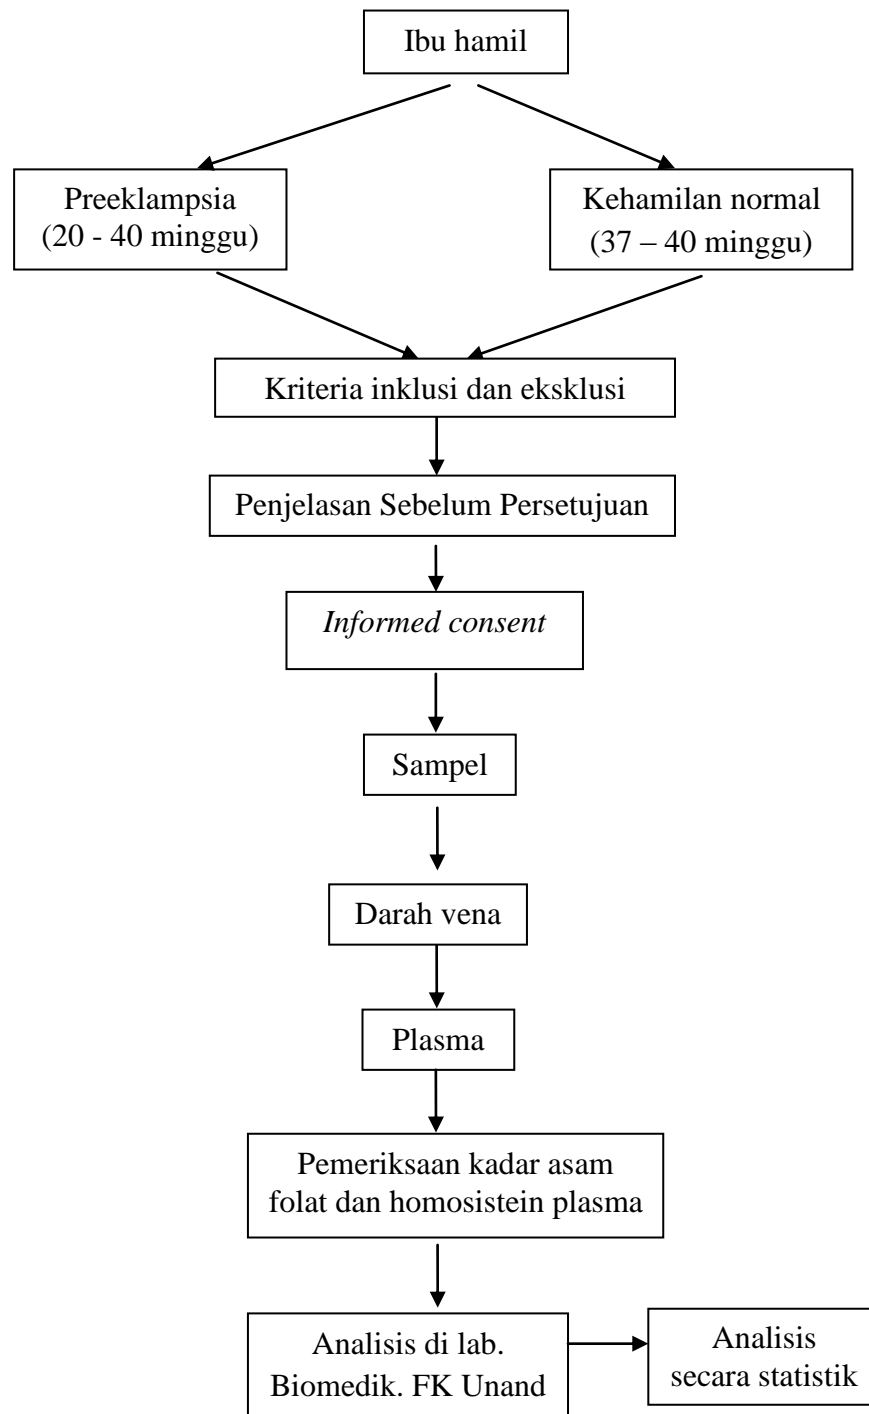 Ibu hamil
Preeklampsia
(20 - 40 minggu)
Kehamilan normal
(37 – 40 minggu)
Kriteria inklusi dan eksklusi
Penjelasan Sebelum Persetujuan
Informed consent
Sampel
Darah vena
Plasma
Pemeriksaan kadar asam
folat dan homosistein plasma
Analisis di lab.
Biomedik. FK Unand
Analisis
secara statistik